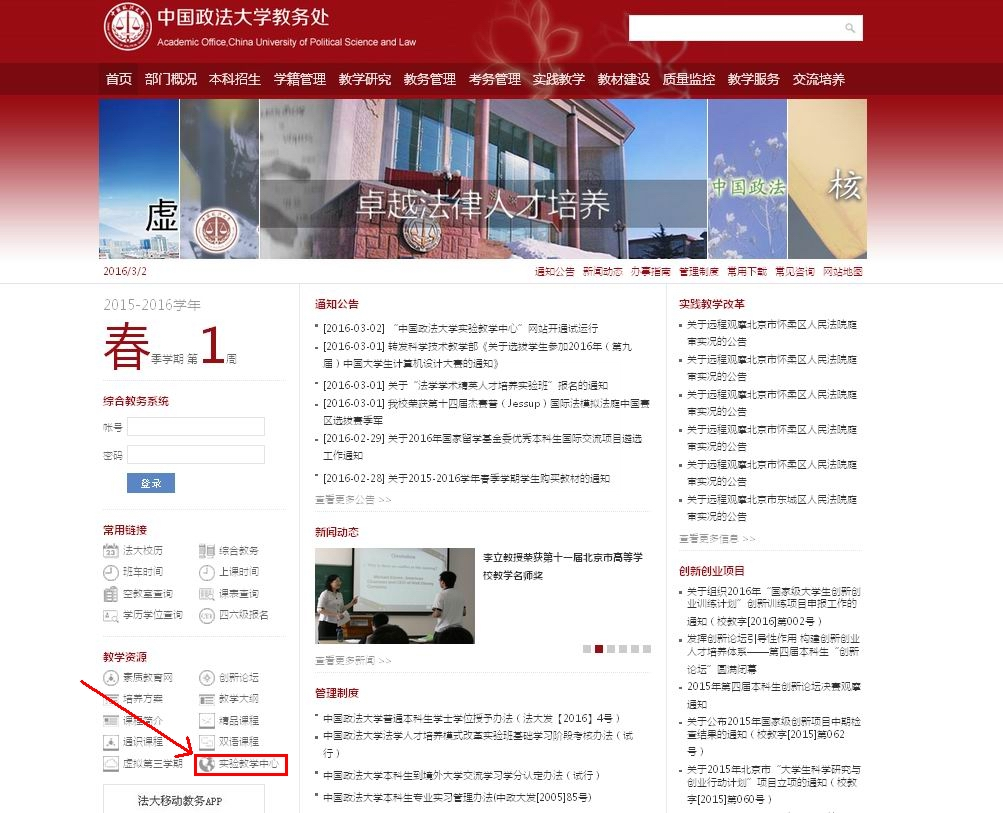 中国政法大学教务处
Academic Office,China University of Political Science and Law
首页 部门概况 本科招生 学籍管理 教学研究 教务管理 考务管理 实践教学 教材建设 质量监控 教学服务 交流培养
虚
卓越法律人才培养
中国政法
核
2016/3/2
通知公告 新闻动态 办事指南 管理制度 常用下载 常见咨询 网站地图
2015-2016学年
春季学期 第1周
综合教务系统
帐号
密码
登录
常用链接
法大校历 综合教务
班车时间 上课时间
空教室查询 课表查询
学历学位查询 四六级报名
教学资源
素质教育网 创新论坛
培养方案 教学大纲
课程简介 精品课程
通识课程 双语课程
虚拟第三学期 实验教学中心
法大移动教务APP
通知公告
[2016-03-02] “中国政法大学实验教学中心”网站开通试运行
[2016-03-01] 转发科学技术教学部《关于选拔学生参加2016年（第九
届）中国大学生计算机设计大赛的通知》
[2016-03-01] 关于“法学学术精英人才培养实验班”报名的通知
[2016-03-01] 我校荣获第十四届杰赛普（Jessup）国际法模拟法庭中国赛
区选拔赛季军
[2016-02-29] 关于2016年国家留学基金委优秀本科生国际交流项目遴选
工作通知
[2016-02-28] 关于2015-2016学年春季学期学生购买教材的通知
查看更多公告 >>
新闻动态
李立教授荣获第十一届北京市高等学
校教学名师奖
查看更多新闻 >>
管理制度
中国政法大学普通本科生学士学位授予办法（法大发【2016】4号）
中国政法大学法学人才培养模式改革实验班基础学习阶段考核办法（试
行）
中国政法大学本科生到境外大学交流学习学分认定办法（试行）
中国政法大学本科生专业实习管理办法(中政大发[2005]85号)
实践教学改革
关于远程观摩北京市怀柔区人民法院庭
审实况的公告
关于远程观摩北京市怀柔区人民法院庭
审实况的公告
关于远程观摩北京市怀柔区人民法院庭
审实况的公告
关于远程观摩北京市怀柔区人民法院庭
审实况的公告
关于远程观摩北京市怀柔区人民法院庭
审实况的公告
关于远程观摩北京市东城区人民法院庭
审实况的公告
查看更多信息 >>
创新创业项目
关于组织2016年“国家级大学生创新创
业训练计划”创新训练项目申报工作的
通知（校教字[2016]第002号）
发挥创新论坛引导性作用 构建创新创业
人才培养体系——第四届本科生“创新
论坛”圆满闭幕
2015年第四届本科生创新论坛决赛观摩
通知
关于公布2015年国家级创新项目中期检
查结果的通知（校教字[2015]第062
号）
关于2015年北京市“大学生科学研究与
创业行动计划”项目立项的通知（校教
字[2015]第060号）